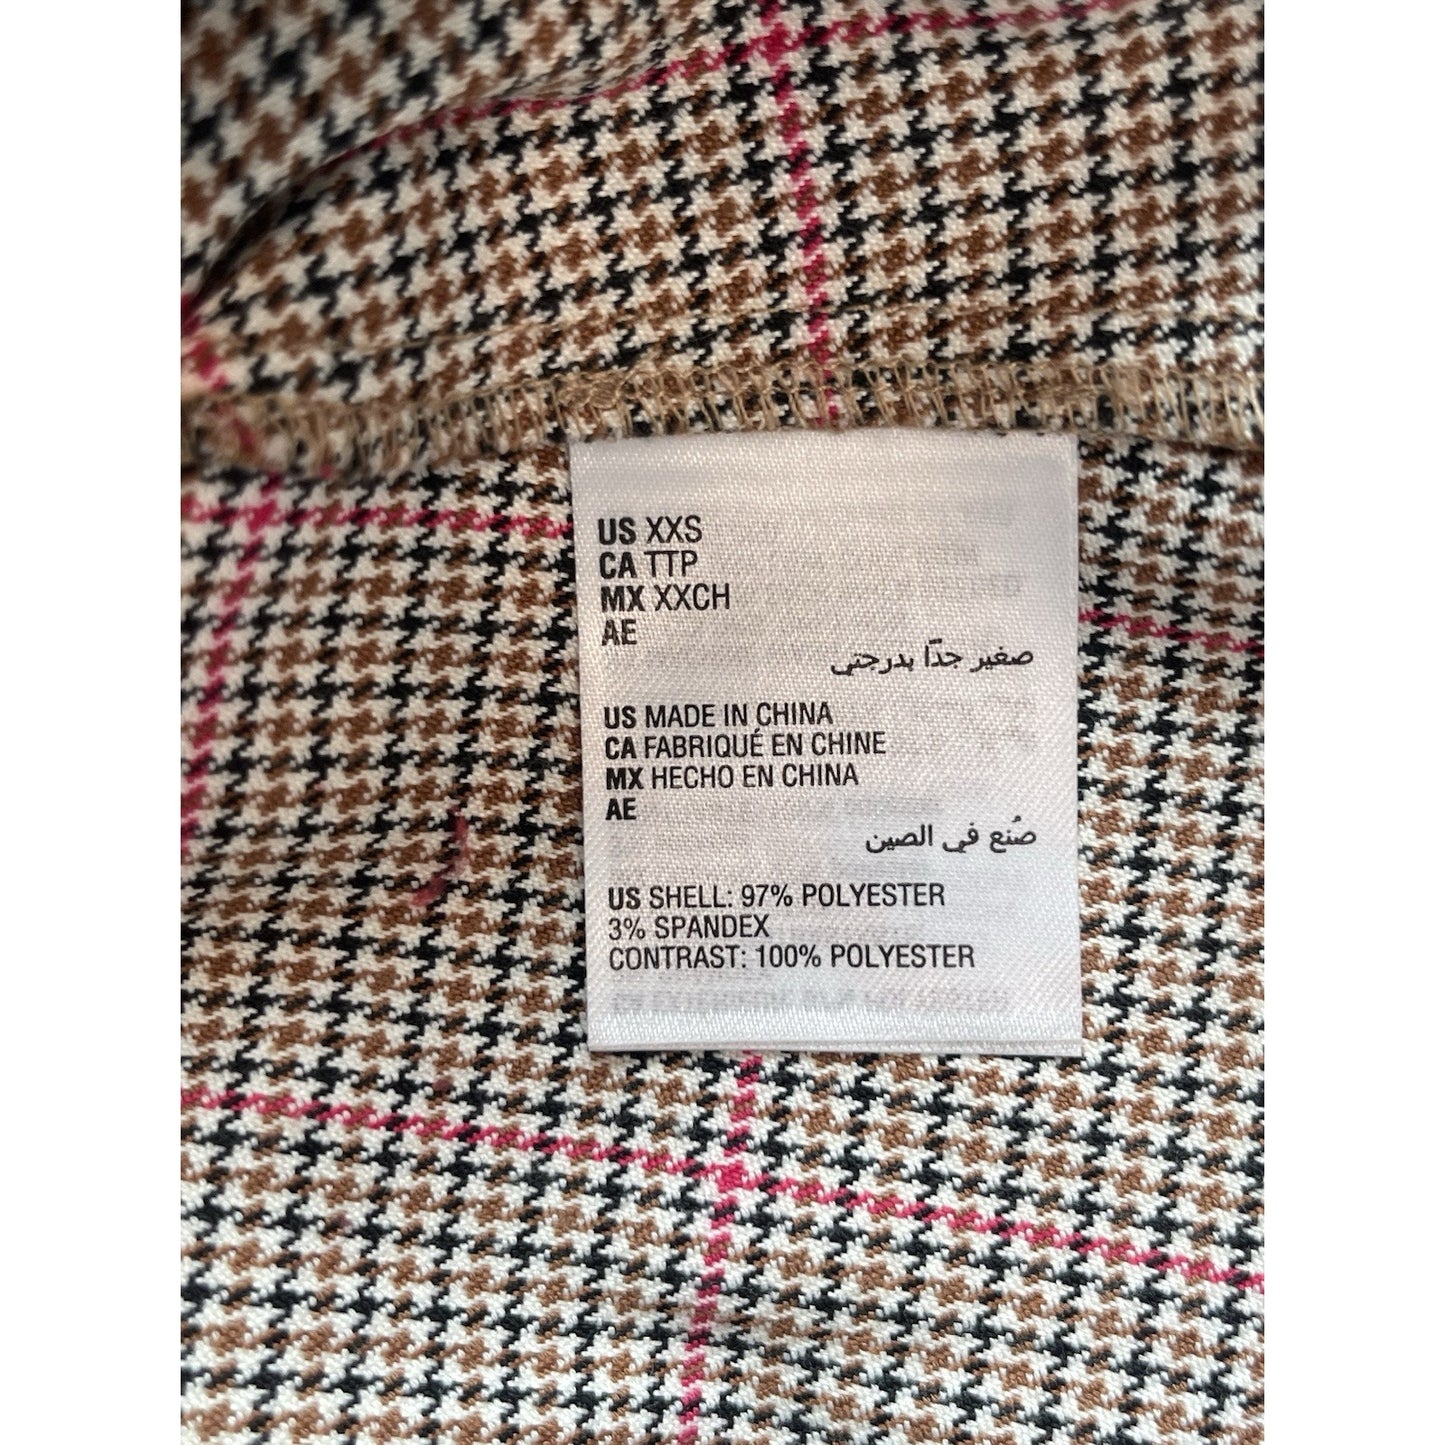 US XXS
CA TTP
MX XXCH
AE
صغير جدًا بدرجتي
US MADE IN CHINA
CA FABRIQUÉ EN CHINE
MX HECHO EN CHINA
AE
صُنع في الصين
US SHELL: 97% POLYESTER
3% SPANDEX
CONTRAST: 100% POLYESTER